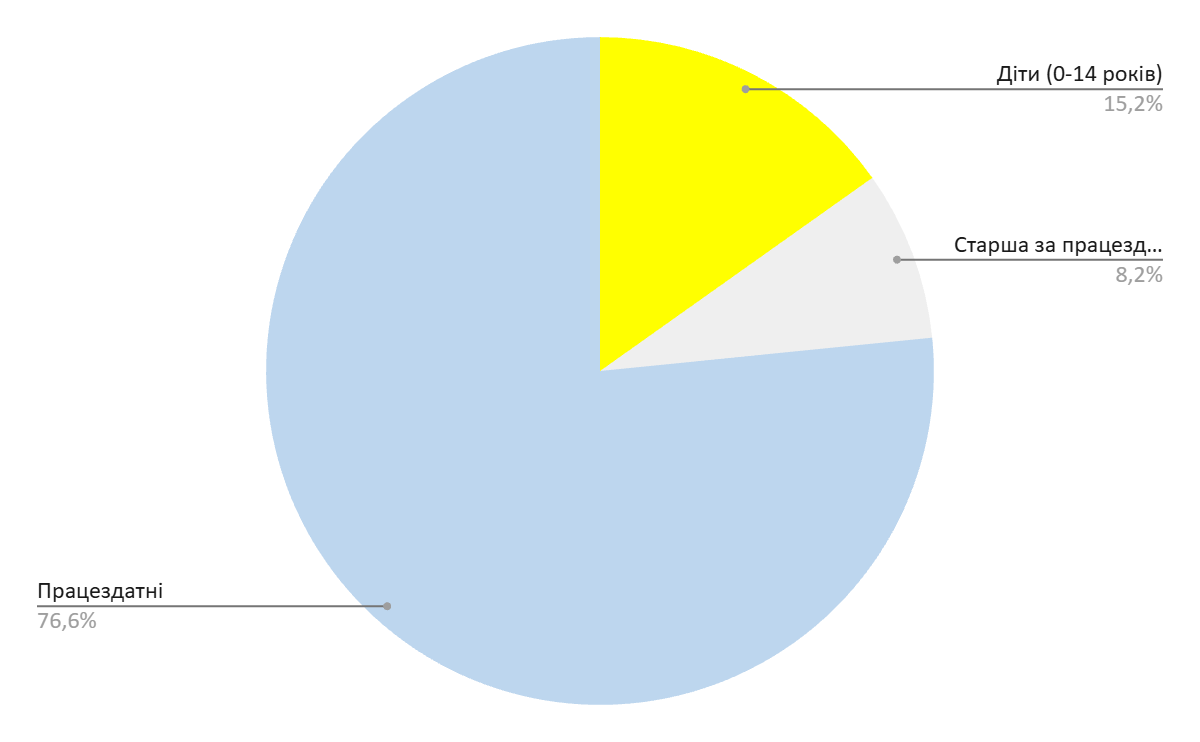 Діти (0-14 років)
15,2%
Старша за працезд...
8,2%
Працездатні
76,6%